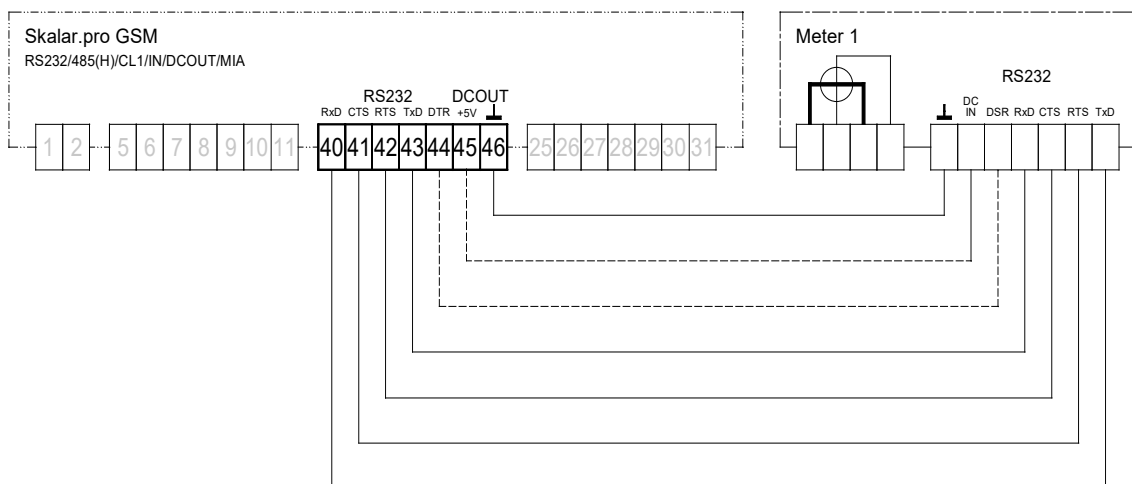 Skalar.pro GSM
RS232/485(H)/CL1/IN/DCOUT/MIA
RS232 DCOUT
RxD CTS RTS TxD DTR +5V
1 2 5 6 7 8 9 10 11 40 41 42 43 44 45 46 25 26 27 28 29 30 31
Meter 1
RS232
DC
IN DSR RxD CTS RTS TxD